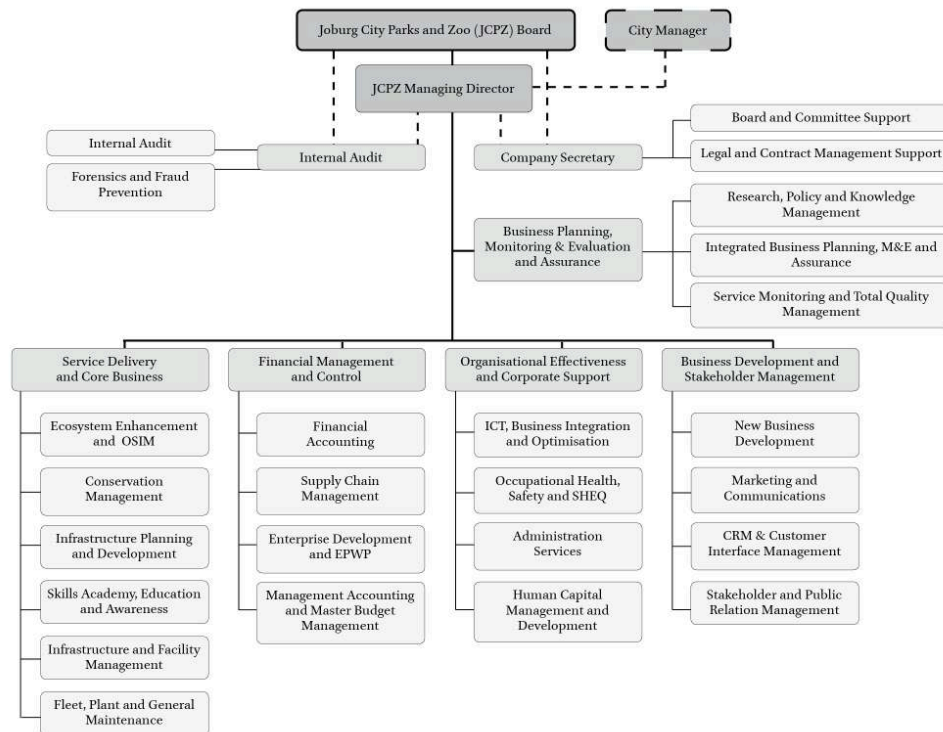 Joburg City Parks and Zoo (JCPZ) Board
City Manager
JCPZ Managing Director
Internal Audit
Forensics and Fraud
Prevention
Internal Audit
Company Secretary
Board and Committee Support
Legal and Contract Management Support
Business Planning,
Monitoring & Evaluation
and Assurance
Research, Policy and Knowledge
Management
Integrated Business Planning, M&E and
Assurance
Service Monitoring and Total Quality
Management
Service Delivery
and Core Business
Ecosystem Enhancement
and OSIM
Conservation
Management
Infrastructure Planning
and Development
Skills Academy, Education
and Awareness
Infrastructure and Facility
Management
Fleet, Plant and General
Maintenance
Financial Management
and Control
Financial
Accounting
Supply Chain
Management
Enterprise Development
and EPWP
Management Accounting
and Master Budget
Management
Organisational Effectiveness
and Corporate Support
ICT, Business Integration
and Optimisation
Occupational Health,
Safety and SHEQ
Administration
Services
Human Capital
Management and
Development
Business Development and
Stakeholder Management
New Business
Development
Marketing and
Communications
CRM & Customer
Interface Management
Stakeholder and Public
Relation Management